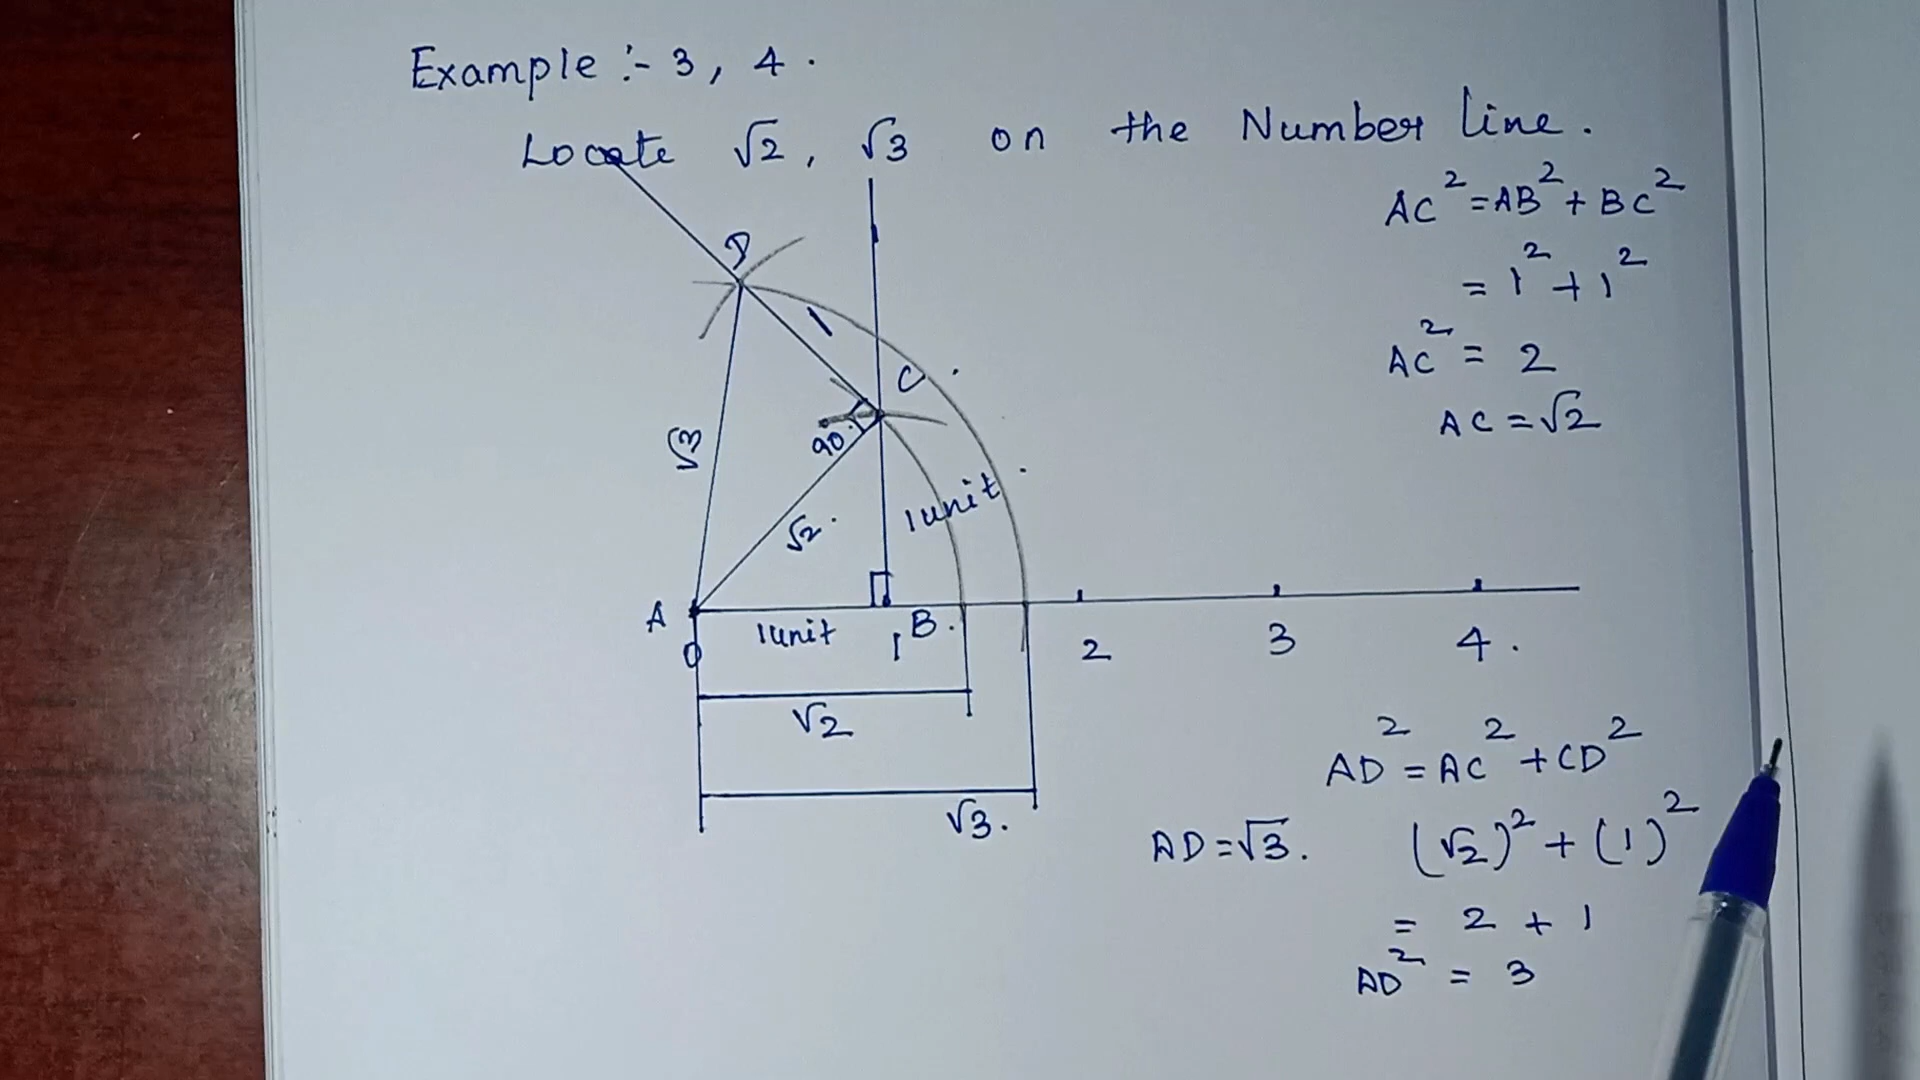 Example :- 3, 4.
Locate √2, √3 on the Number line.
AC² = AB² + BC²
= 1² + 1²
AC² = 2
AC = √2
D
1
C.
√3
90°
√2.
1unit.
A
1unit
B.
0
1
2
3
4.
√2
√3.
AD² = AC² + CD²
AD = √3.
(√2)² + (1)²
= 2 + 1
AD² = 3